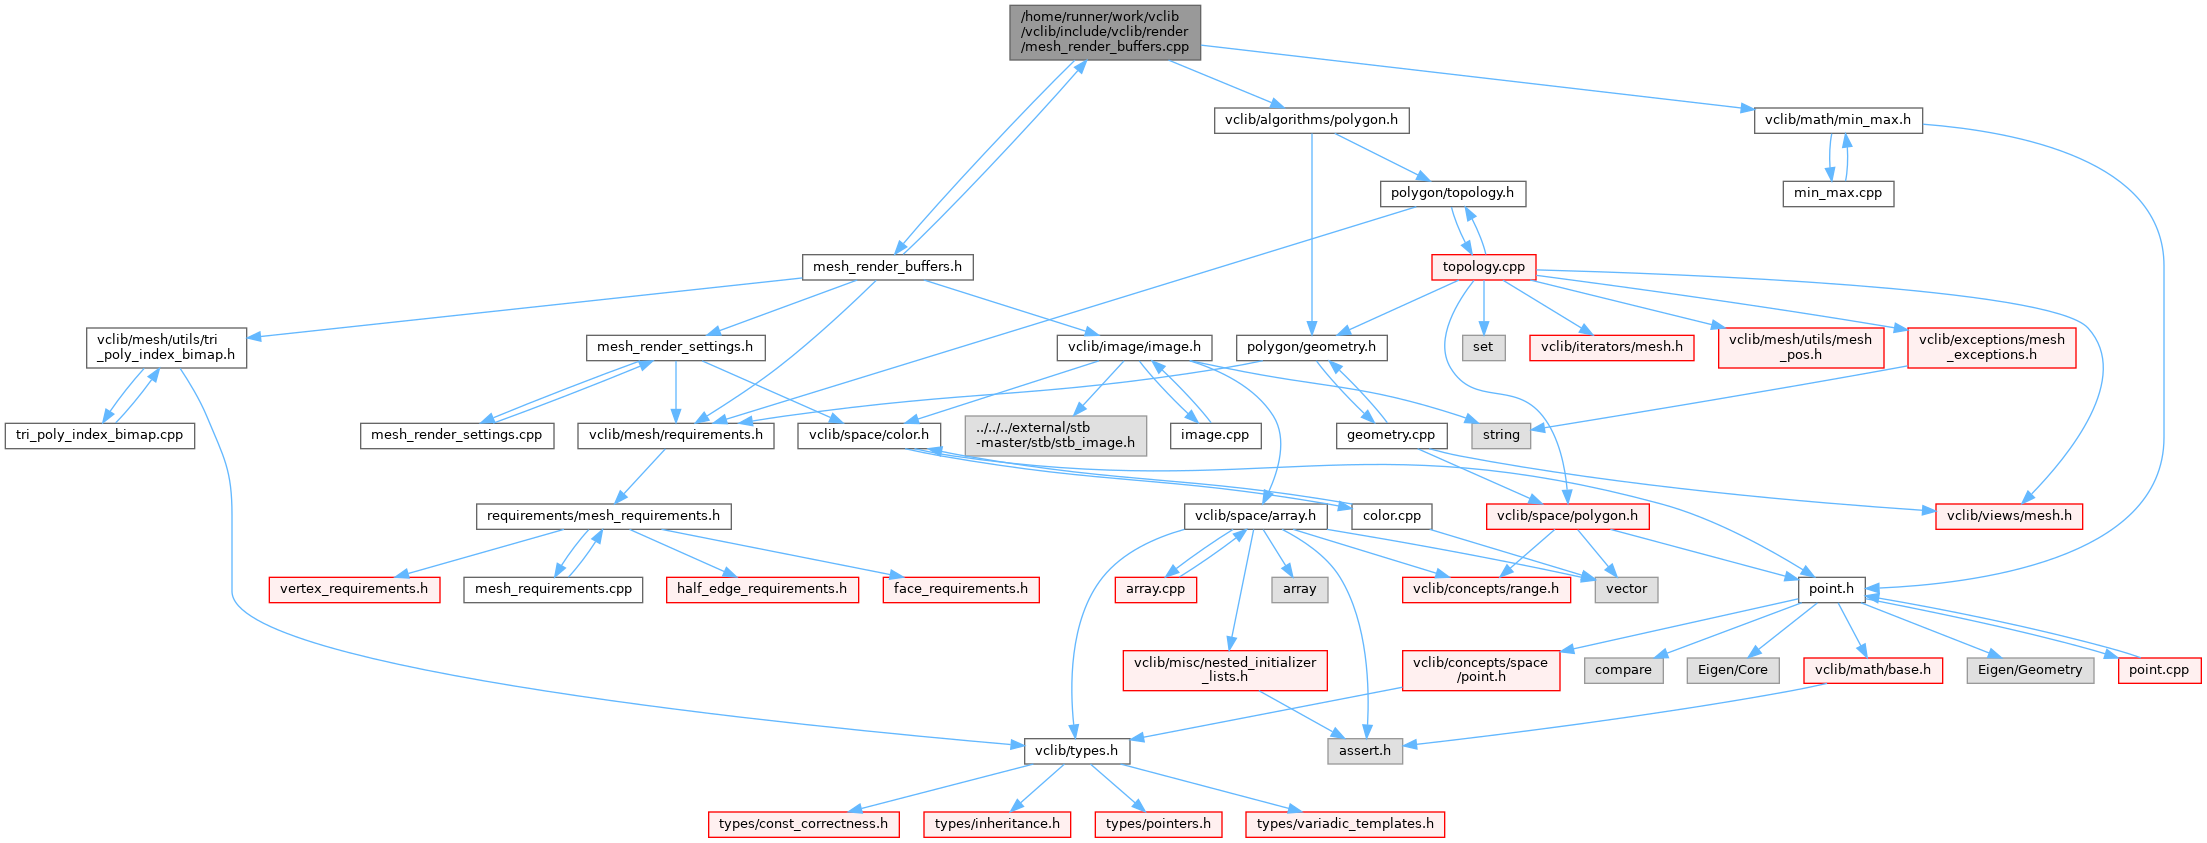 /home/runner/work/vclib
/vclib/include/vclib/render
/mesh_render_buffers.cpp
vclib/algorithms/polygon.h
vclib/math/min_max.h
polygon/topology.h
min_max.cpp
mesh_render_buffers.h
topology.cpp
vclib/mesh/utils/tri
_poly_index_bimap.h
mesh_render_settings.h
vclib/image/image.h
polygon/geometry.h
set
vclib/iterators/mesh.h
vclib/mesh/utils/mesh
_pos.h
vclib/exceptions/mesh
_exceptions.h
tri_poly_index_bimap.cpp
mesh_render_settings.cpp
vclib/mesh/requirements.h
vclib/space/color.h
../../../external/stb
-master/stb/stb_image.h
image.cpp
geometry.cpp
string
requirements/mesh_requirements.h
vclib/space/array.h
color.cpp
vclib/space/polygon.h
vclib/views/mesh.h
vertex_requirements.h
mesh_requirements.cpp
half_edge_requirements.h
face_requirements.h
array.cpp
array
vclib/concepts/range.h
vector
point.h
vclib/misc/nested_initializer
_lists.h
vclib/concepts/space
/point.h
compare
Eigen/Core
vclib/math/base.h
Eigen/Geometry
point.cpp
vclib/types.h
assert.h
types/const_correctness.h
types/inheritance.h
types/pointers.h
types/variadic_templates.h